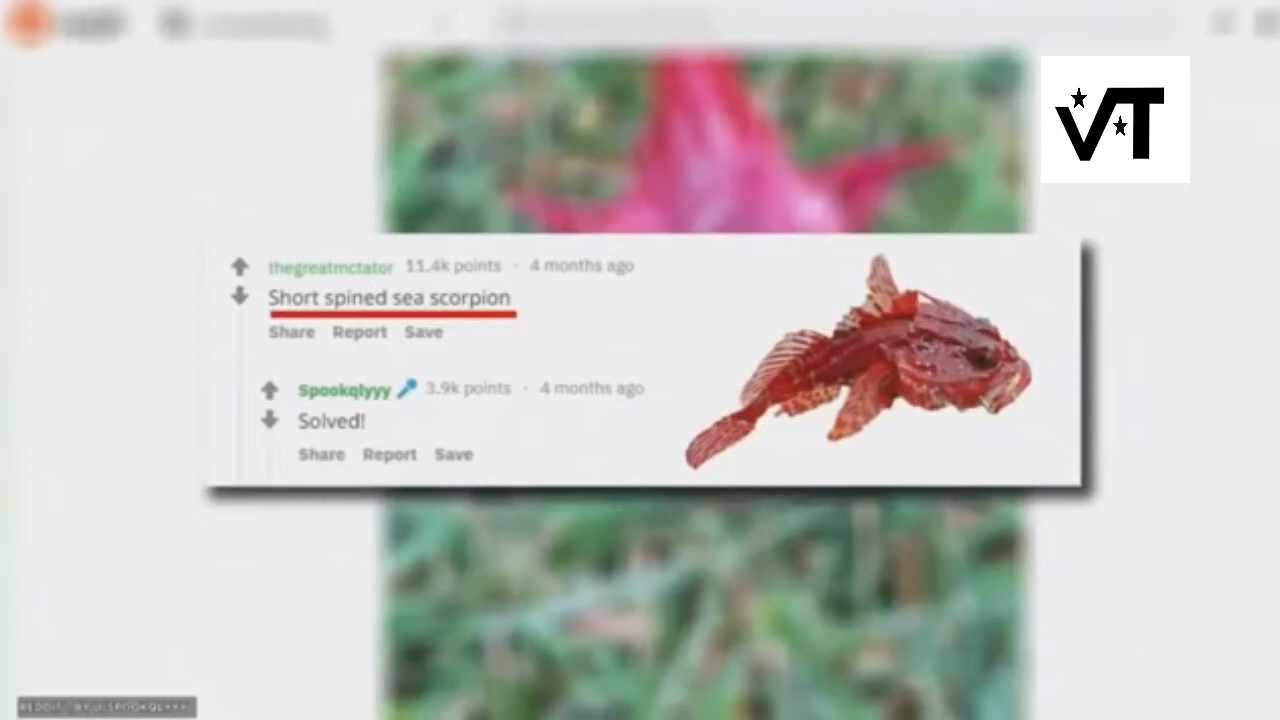 VT
thegreatmctator 11.4k points · 4 months ago
Short spined sea scorpion
Share Report Save
Spookqlyyy 3.9k points · 4 months ago
Solved!
Share Report Save